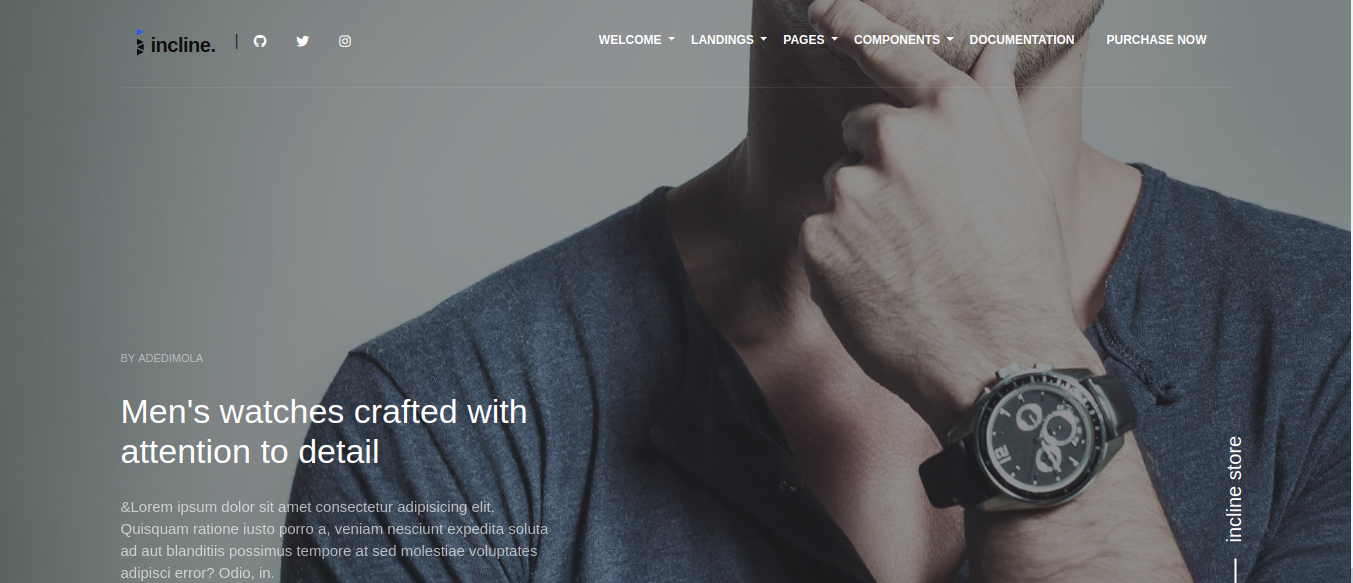 incline.
WELCOME LANDINGS PAGES COMPONENTS DOCUMENTATION PURCHASE NOW
BY ADEDIMOLA
Men's watches crafted with
attention to detail
&Lorem ipsum dolor sit amet consectetur adipisicing elit.
Quisquam ratione iusto porro a, veniam nesciunt expedita soluta
ad aut blanditiis possimus tempore at sed molestiae voluptates
adipisci error? Odio, in.
incline store
12